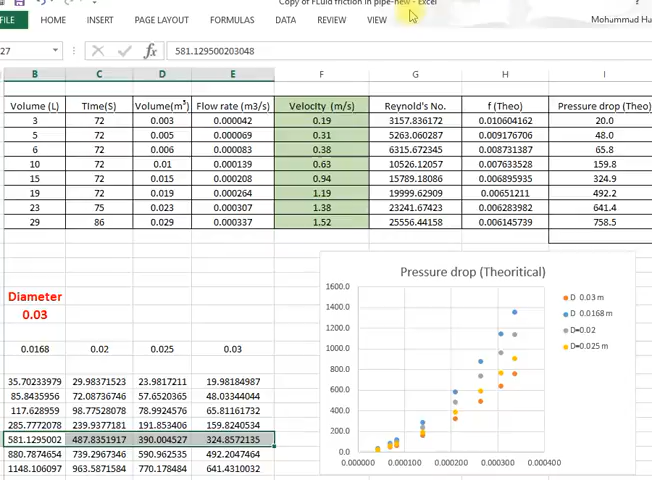 Copy of FLuid friction in pipe-new - Excel
?
FILE HOME INSERT PAGE LAYOUT FORMULAS DATA REVIEW VIEW Mohammad Hu
27 fx 581.129500203048
B C D E F G H I
Volume (L) TIme(S) Volume(m³) Flow rate (m3/s) Velocity (m/s) Reynold's No. f (Theo) Pressure drop (Theo)
3 72 0.003 0.000042 0.19 3157.836172 0.010604162 20.0
5 72 0.005 0.000069 0.31 5263.060287 0.009176706 48.0
6 72 0.006 0.000083 0.38 6315.672345 0.008731387 65.8
10 72 0.01 0.000139 0.63 10526.12057 0.007633528 159.8
15 72 0.015 0.000208 0.94 15789.18086 0.006895935 324.9
19 72 0.019 0.000264 1.19 19999.62909 0.00651211 492.2
23 75 0.023 0.000307 1.38 23241.67423 0.006283982 641.4
29 86 0.029 0.000337 1.52 25556.44158 0.006145739 758.5
Diameter
0.03
0.0168 0.02 0.025 0.03
35.70233979 29.98371523 23.9817211 19.98184987
85.8435956 72.08736746 57.6520365 48.03344044
117.628959 98.77528078 78.9924576 65.81161732
285.7772078 239.9377181 191.853406 159.8240534
581.1295002 487.8351917 390.004527 324.8572135
880.7874654 739.2967346 590.962535 492.2047464
1148.106097 963.5871584 770.178484 641.4310032
Pressure drop (Theoritical)
1600.0
1400.0
1200.0
1000.0
800.0
600.0
400.0
200.0
0.0
0.000000 0.000100 0.000200 0.000300 0.000400
D 0.03 m
D 0.0168 m
D=0.02
D=0.025 m